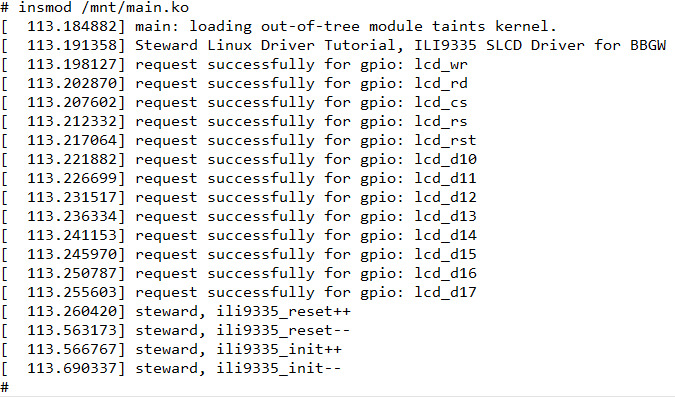 # insmod /mnt/main.ko
[  113.184882] main: loading out-of-tree module taints kernel.
[  113.191358] Steward Linux Driver Tutorial, ILI9335 SLCD Driver for BBGW
[  113.198127] request successfully for gpio: lcd_wr
[  113.202870] request successfully for gpio: lcd_rd
[  113.207602] request successfully for gpio: lcd_cs
[  113.212332] request successfully for gpio: lcd_rs
[  113.217064] request successfully for gpio: lcd_rst
[  113.221882] request successfully for gpio: lcd_d10
[  113.226699] request successfully for gpio: lcd_d11
[  113.231517] request successfully for gpio: lcd_d12
[  113.236334] request successfully for gpio: lcd_d13
[  113.241153] request successfully for gpio: lcd_d14
[  113.245970] request successfully for gpio: lcd_d15
[  113.250787] request successfully for gpio: lcd_d16
[  113.255603] request successfully for gpio: lcd_d17
[  113.260420] steward, ili9335_reset++
[  113.563173] steward, ili9335_reset--
[  113.566767] steward, ili9335_init++
[  113.690337] steward, ili9335_init--
#